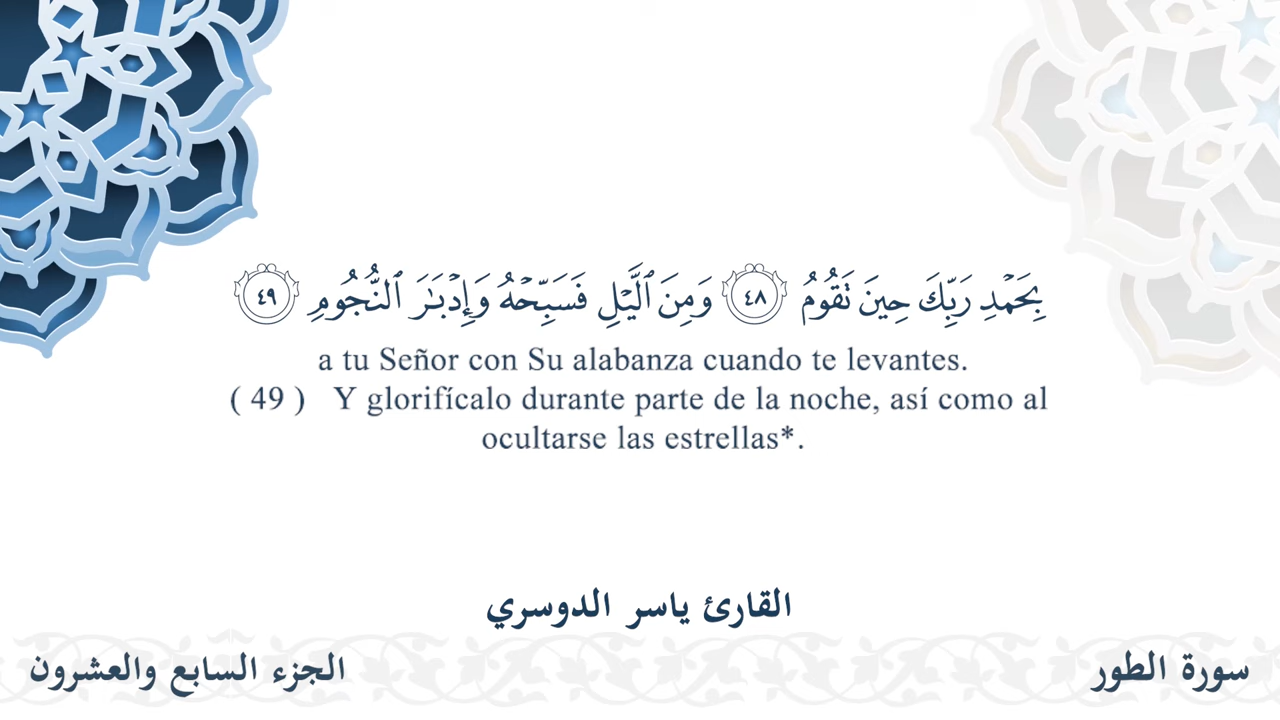 بِحَمۡدِ رَبِّكَ حِينَ تَقُومُ ٤٨ وَمِنَ ٱلَّيۡلِ فَسَبِّحۡهُ وَإِدۡبَٰرَ ٱلنُّجُومِ ٤٩
a tu Señor con Su alabanza cuando te levantes.
( 49 ) Y glorifícalo durante parte de la noche, así como al
ocultarse las estrellas*.
القارئ ياسر الدوسري
سورة الطور
الجزء السابع والعشرون